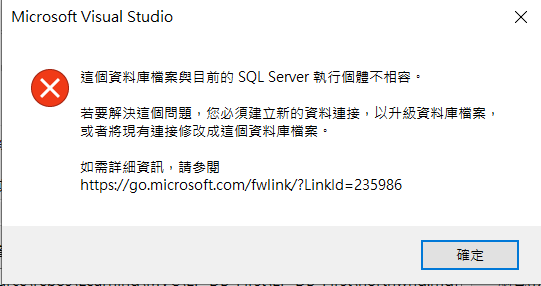 Microsoft Visual Studio
這個資料庫檔案與目前的 SQL Server 執行個體不相容。
若要解決這個問題，您必須建立新的資料連接，以升級資料庫檔案，
或者將現有連接修改成這個資料庫檔案。
如需詳細資訊，請參閱
https://go.microsoft.com/fwlink/?LinkId=235986
確定